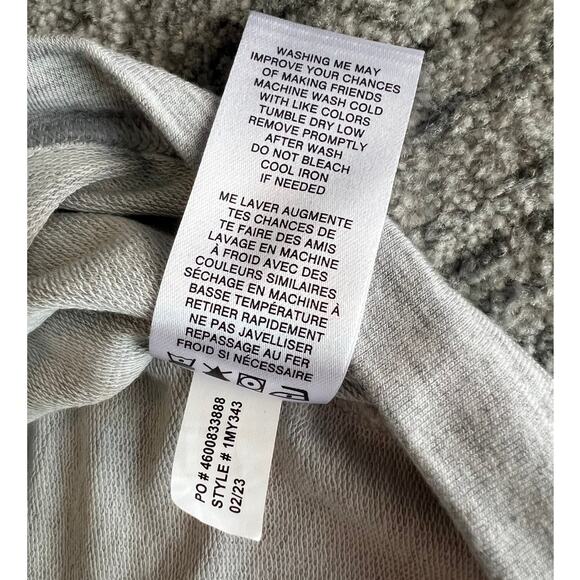 WASHING ME MAY
IMPROVE YOUR CHANCES
OF MAKING FRIENDS
MACHINE WASH COLD
WITH LIKE COLORS
TUMBLE DRY LOW
REMOVE PROMPTLY
AFTER WASH
DO NOT BLEACH
COOL IRON
IF NEEDED
ME LAVER AUGMENTE
TES CHANCES DE
TE FAIRE DES AMIS
LAVAGE EN MACHINE
À FROID AVEC DES
COULEURS SIMILAIRES
SÉCHAGE EN MACHINE À
BASSE TEMPÉRATURE
RETIRER RAPIDEMENT
NE PAS JAVELLISER
REPASSAGE AU FER
FROID SI NÉCESSAIRE
PO # 4600833888
STYLE # 1MY343
02/23